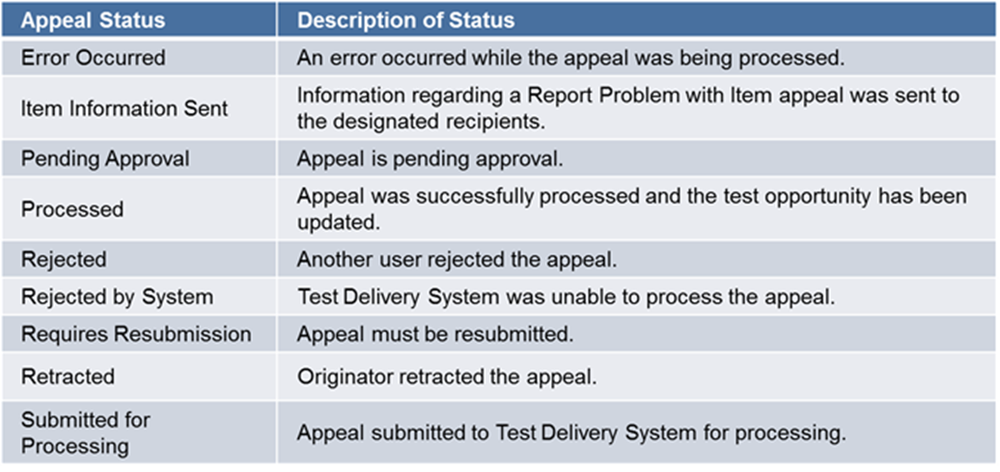 Appeal Status Description of Status
Error Occurred An error occurred while the appeal was being processed.
Item Information Sent Information regarding a Report Problem with Item appeal was sent to
the designated recipients.
Pending Approval Appeal is pending approval.
Processed Appeal was successfully processed and the test opportunity has been
updated.
Rejected Another user rejected the appeal.
Rejected by System Test Delivery System was unable to process the appeal.
Requires Resubmission Appeal must be resubmitted.
Retracted Originator retracted the appeal.
Submitted for
Processing Appeal submitted to Test Delivery System for processing.